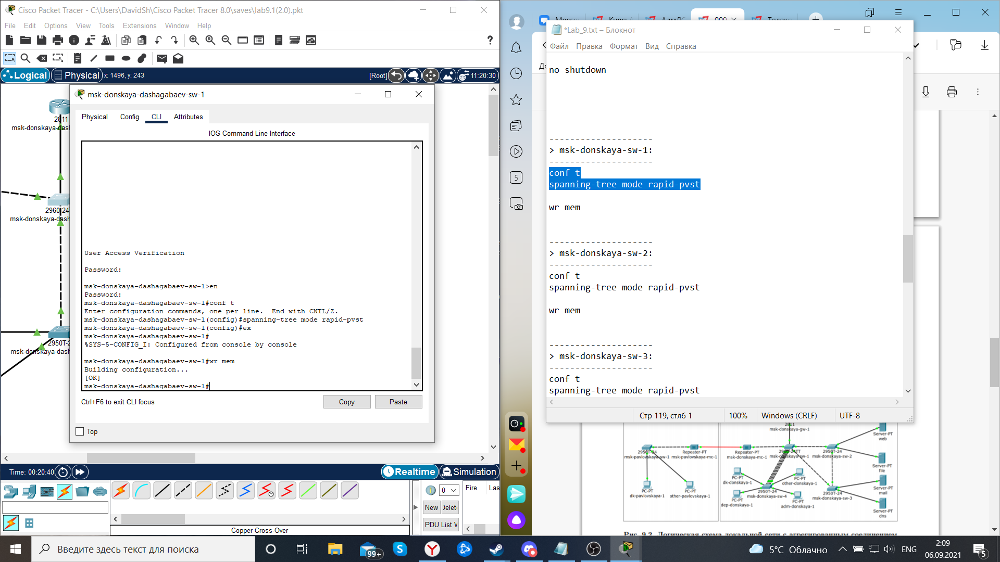 Cisco Packet Tracer - C:\Users\DavidSh\Cisco Packet Tracer 8.0\saves\lab9.1(2.0).pkt
File Edit Options View Tools Extensions Window Help
Logical Physical x: 1496, y: 243 [Root] 11:20:30
2811
msk-donskaya-das
2960-24
msk-donskaya-dash
2950T-2
msk-donskaya-dash
msk-donskaya-dashagabaev-sw-1
Physical Config CLI Attributes
IOS Command Line Interface
User Access Verification
Password:
msk-donskaya-dashagabaev-sw-1>en
Password:
msk-donskaya-dashagabaev-sw-1#conf t
Enter configuration commands, one per line. End with CNTL/Z.
msk-donskaya-dashagabaev-sw-1(config)#spanning-tree mode rapid-pvst
msk-donskaya-dashagabaev-sw-1(config)#ex
msk-donskaya-dashagabaev-sw-1#
%SYS-5-CONFIG_I: Configured from console by console
msk-donskaya-dashagabaev-sw-1#wr mem
Building configuration...
[OK]
msk-donskaya-dashagabaev-sw-1#
Ctrl+F6 to exit CLI focus
Copy Paste
Top
Time: 00:20:40
Realtime Simulation
Copper Cross-Over
0
New
PDU List W
Fire Las
5
*Lab_9.txt – Блокнот
Файл Правка Формат Вид Справка
no shutdown
--------------------
> msk-donskaya-sw-1:
--------------------
conf t
spanning-tree mode rapid-pvst
wr mem
--------------------
> msk-donskaya-sw-2:
--------------------
conf t
spanning-tree mode rapid-pvst
wr mem
--------------------
> msk-donskaya-sw-3:
--------------------
conf t
spanning-tree mode rapid-pvst
Стр 119, стлб 1 100% Windows (CRLF) UTF-8
2811
msk-donskaya-gw-1
Server-PT
web
2950T-24
msk-pavlovskaya-sw-1
Repeater-PT
msk-pavlovskaya-mc-1
Repeater-PT
msk-donskaya-mc-1
msk-donskaya-sw-1
2950T-24
msk-donskaya-sw-2
Server-PT
file
PC-PT
dk-donskaya-1
PC-PT
other-donskaya-1
Server-PT
mail
PC-PT
dk-pavlovskaya-1
PC-PT
other-pavlovskaya-1
2950T-24
msk-donskaya-sw-4
2950T-24
msk-donskaya-sw-3
PC-PT
dep-donskaya-1
PC-PT
adm-donskaya-1
Server-PT
dns
Рис. 9.2. Логическая схема локальной сети с агрегированным соединением
Введите здесь текст для поиска
99+
5°C Облачно
ENG
2:09
06.09.2021
5